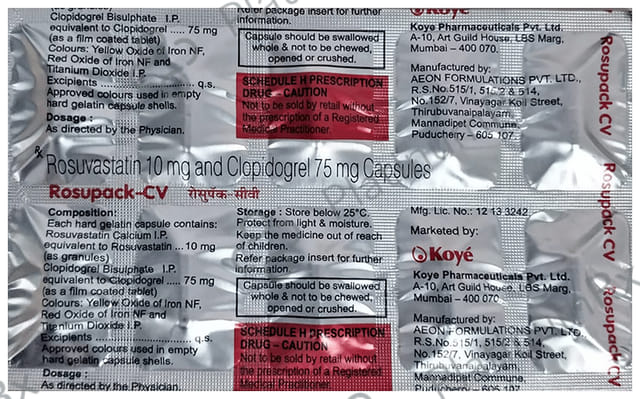 Clopidogrel Bisulphate I.P.
equivalent to Clopidogrel ..... 75 mg
(as a film coated tablet)
Colours: Yellow Oxide of Iron NF,
Red Oxide of Iron NF and
Titanium Dioxide I.P.
Excipients ........................ q.s.
Approved colours used in empty
hard gelatin capsule shells.
Dosage :
As directed by the Physician.
Refer package insert for further
information.
Capsule should be swallowed
whole & not to be chewed,
opened or crushed.
SCHEDULE H PRESCRIPTION
DRUG - CAUTION
Not to be sold by retail without
the prescription of a Registered
Medical Practitioner.
Koyé
Koye Pharmaceuticals Pvt. Ltd.
A-10, Art Guild House, LBS Marg,
Mumbai – 400 070.
Manufactured by:
AEON FORMULATIONS PVT. LTD.,
R.S.No.515/1, 515/2 & 514,
No.152/7, Vinayagar Koil Street,
Thirubuvanaipalayam,
Mannadipet Commune,
Puducherry – 605 107.
Rosupack CV
Rx
Rosuvastatin 10 mg and Clopidogrel 75 mg Capsules
Rosupack-CV रोसुपॅक-सीवी
Composition:
Each hard gelatin capsule contains:
Rosuvastatin Calcium I.P.
equivalent to Rosuvastatin ... 10 mg
(as granules)
Clopidogrel Bisulphate I.P.
equivalent to Clopidogrel ..... 75 mg
(as a film coated tablet)
Colours: Yellow Oxide of Iron NF,
Red Oxide of Iron NF and
Titanium Dioxide I.P.
Excipients ........................ q.s.
Approved colours used in empty
hard gelatin capsule shells.
Dosage :
As directed by the Physician.
Storage : Store below 25°C.
Protect from light & moisture.
Keep the medicine out of reach
of children.
Refer package insert for further
information.
Capsule should be swallowed
whole & not to be chewed,
opened or crushed.
SCHEDULE H PRESCRIPTION
DRUG - CAUTION
Not to be sold by retail without
the prescription of a Registered
Medical Practitioner.
Mfg. Lic. No.: 12 13 3242
Marketed by:
Koyé
Koye Pharmaceuticals Pvt. Ltd.
A-10, Art Guild House, LBS Marg,
Mumbai – 400 070.
Manufactured by:
AEON FORMULATIONS PVT. LTD.,
R.S.No.515/1, 515/2 & 514,
No.152/7, Vinayagar Koil Street,
Thirubuvanaipalayam,
Mannadipet Commune,
Puducherry – 605 107
Rosupack CV
Rosupack CV